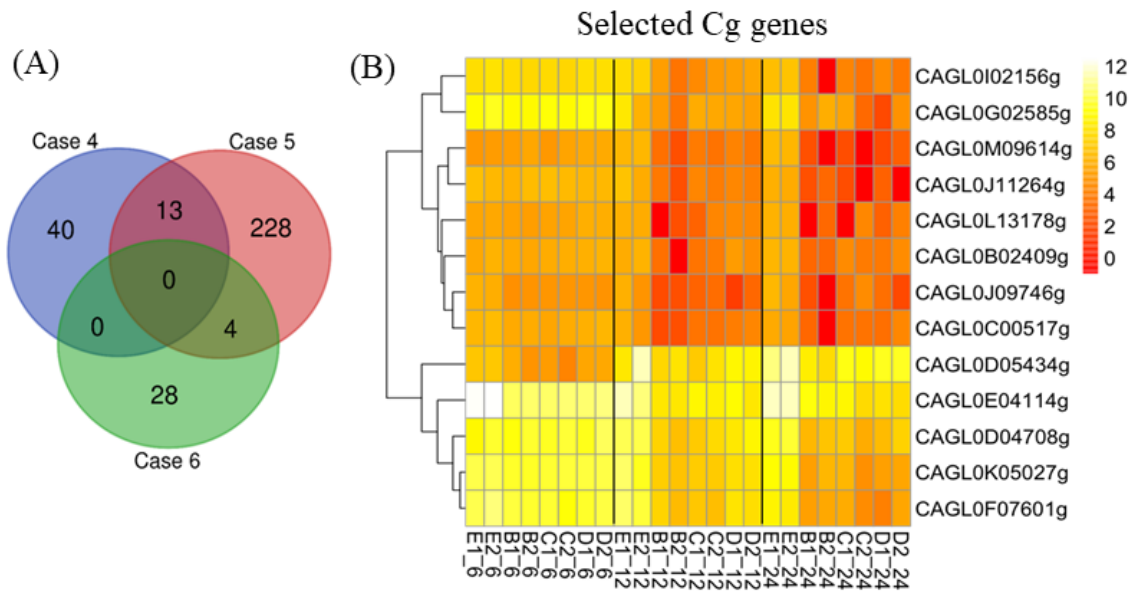 Selected Cg genes
(A)
(B)
Case 4
Case 5
40
13
228
0
0
4
28
Case 6
CAGL0I02156g
CAGL0G02585g
CAGL0M09614g
CAGL0J11264g
CAGL0L13178g
CAGL0B02409g
CAGL0J09746g
CAGL0C00517g
CAGL0D05434g
CAGL0E04114g
CAGL0D04708g
CAGL0K05027g
CAGL0F07601g
12
10
8
6
4
2
0
E1_6
E2_6
B1_6
B2_6
C1_6
C2_6
D1_6
D2_6
E1_12
E2_12
B1_12
B2_12
C1_12
C2_12
D1_12
D2_12
E1_24
E2_24
B1_24
B2_24
C1_24
C2_24
D1_24
D2_24